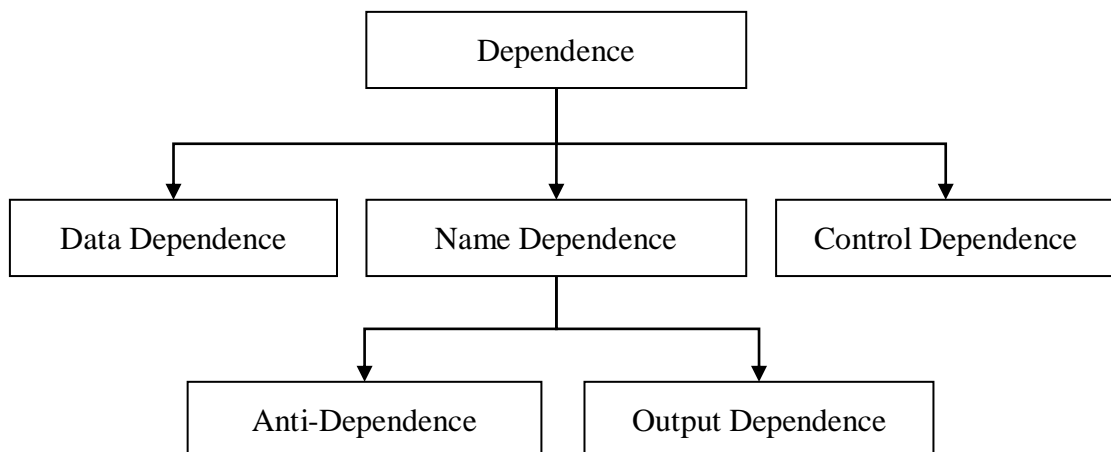 Dependence
Data Dependence
Name Dependence
Control Dependence
Anti-Dependence
Output Dependence